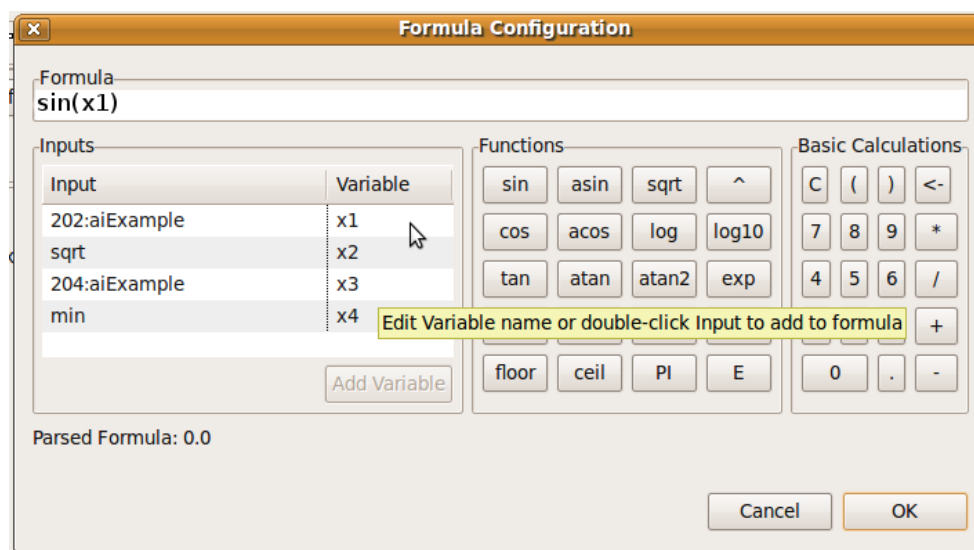 Formula Configuration
Formula
sin(x1)
Inputs
Input Variable
202:aiExample x1
sqrt x2
204:aiExample x3
min x4
Add Variable
Functions
sin asin sqrt ^
cos acos log log10
tan atan atan2 exp
Edit Variable name or double-click Input to add to formula
floor ceil PI E
Basic Calculations
C ( ) <-
7 8 9 *
4 5 6 /
+
0 . -
Parsed Formula: 0.0
Cancel OK